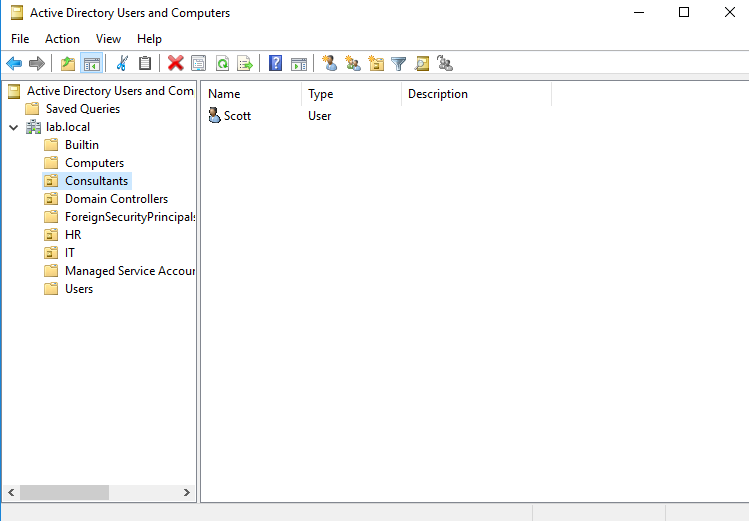 Active Directory Users and Computers
File Action View Help
Active Directory Users and Com
Saved Queries
lab.local
Builtin
Computers
Consultants
Domain Controllers
ForeignSecurityPrincipals
HR
IT
Managed Service Accour
Users
Name Type Description
Scott User